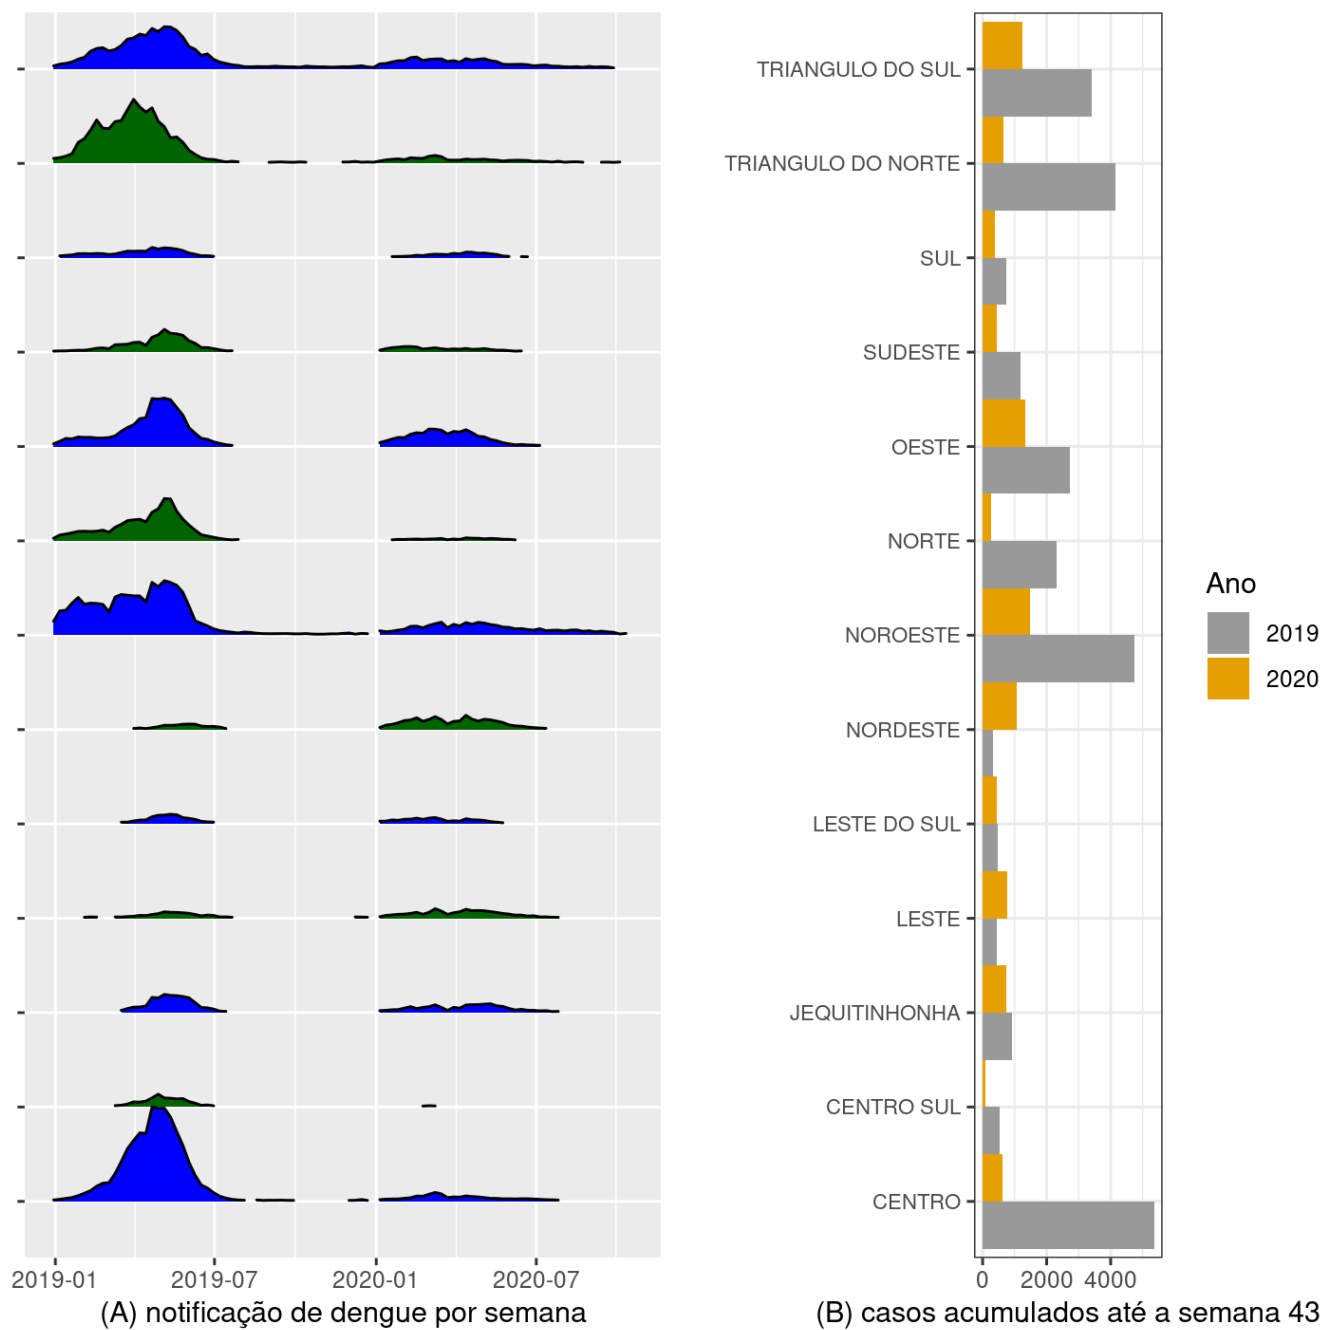 TRIANGULO DO SUL
TRIANGULO DO NORTE
SUL
SUDESTE
OESTE
NORTE
NOROESTE
NORDESTE
LESTE DO SUL
LESTE
JEQUITINHONHA
CENTRO SUL
CENTRO
Ano
2019
2020
2019-01 2019-07 2020-01 2020-07
0 2000 4000
(A) notificação de dengue por semana
(B) casos acumulados até a semana 43